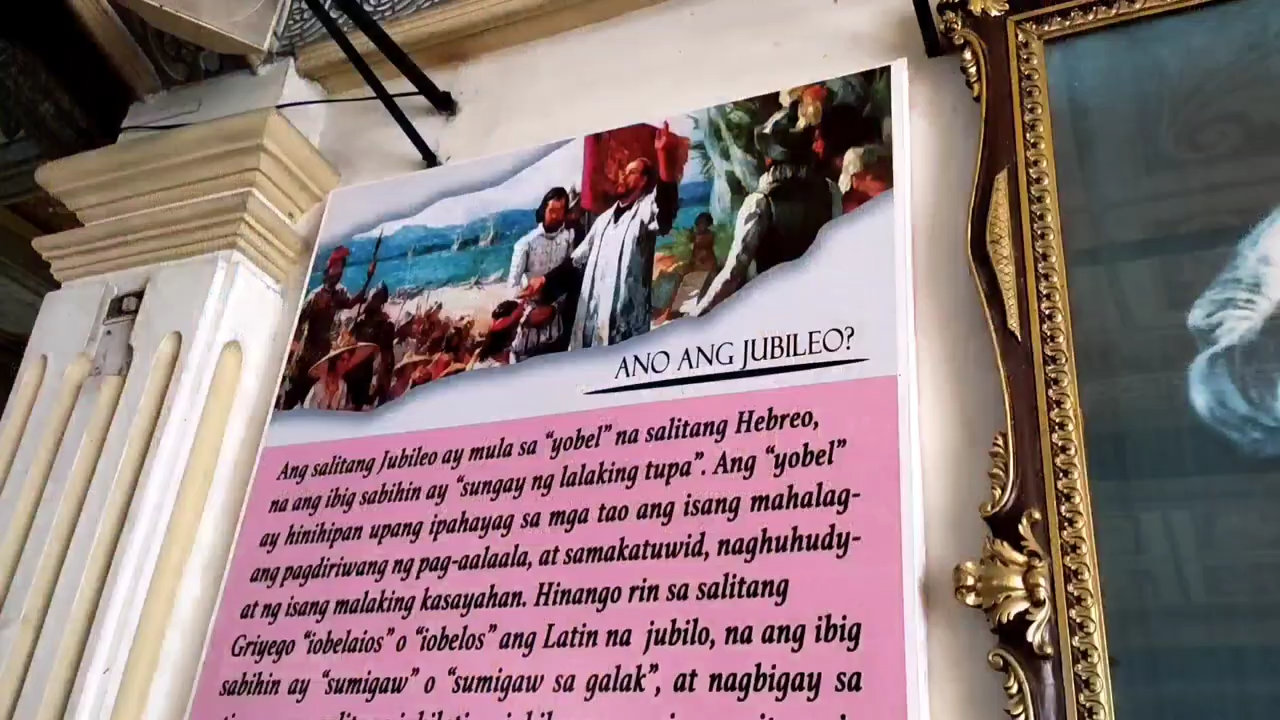 ANO ANG JUBILEO?
Ang salitang Jubileo ay mula sa “yobel” na salitang Hebreo,
na ang ibig sabihin ay “sungay ng lalaking tupa”. Ang “yobel”
ay hinihipan upang ipahayag sa mga tao ang isang mahalag-
ang pagdiriwang ng pag-aalaala, at samakatuwid, naghuhudy-
at ng isang malaking kasayahan. Hinango rin sa salitang
Griyego “iobelaios” o “iobelos” ang Latin na jubilo, na ang ibig
sabihin ay “sumigaw” o “sumigaw sa galak”, at nagbigay sa